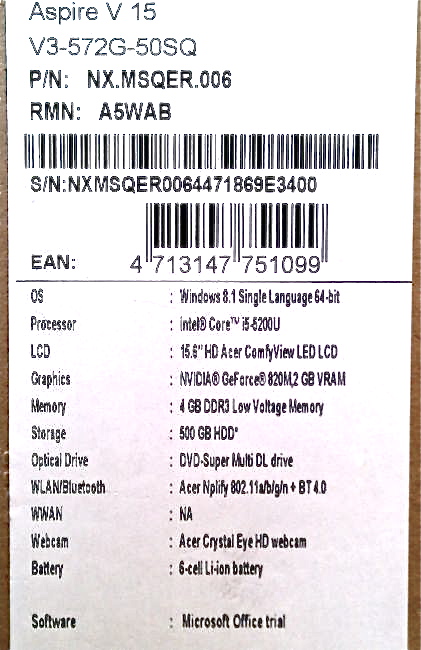 Aspire V 15
V3-572G-50SQ
P/N: NX.MSQER.006
RMN: A5WAB
S/N:NXMSQER0064471869E3400
EAN: 4 713147 751099
OS : Windows 8.1 Single Language 64-bit
Processor : Intel® Core™ i5-5200U
LCD : 15.6" HD Acer ComfyView LED LCD
Graphics : NVIDIA® GeForce® 820M,2 GB VRAM
Memory : 4 GB DDR3 Low Voltage Memory
Storage : 500 GB HDD*
Optical Drive : DVD-Super Multi DL drive
WLAN/Bluetooth : Acer Nplify 802.11a/b/g/n + BT 4.0
WWAN : NA
Webcam : Acer Crystal Eye HD webcam
Battery : 6-cell Li-ion battery
Software : Microsoft Office trial